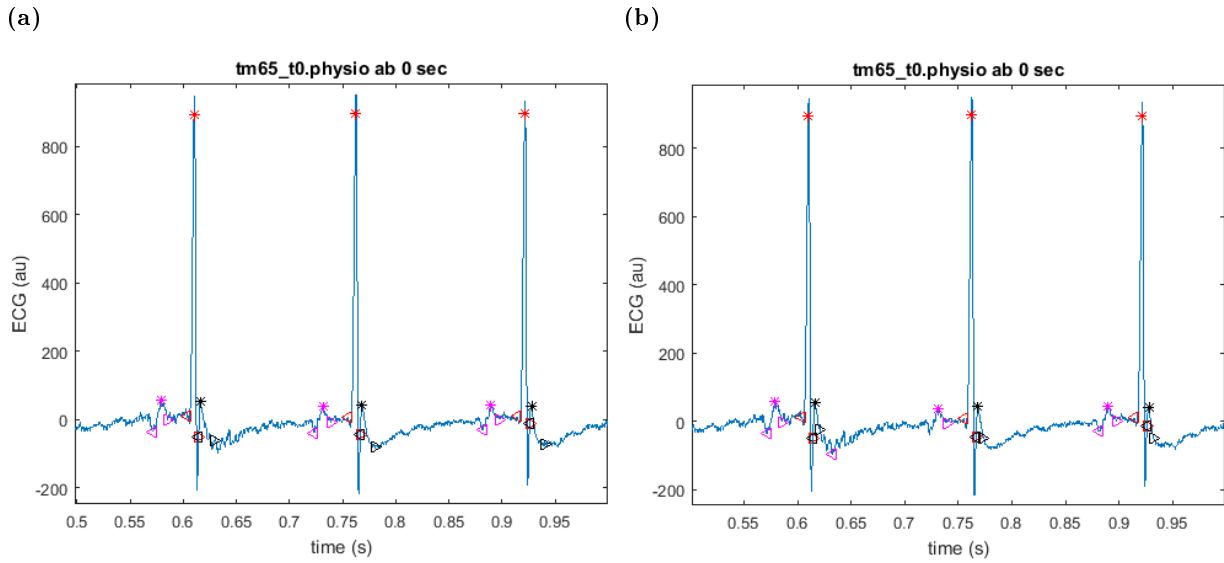 (a)
tm65_t0.physio ab 0 sec
ECG (au)
800
600
400
200
0
-200
0.5 0.55 0.6 0.65 0.7 0.75 0.8 0.85 0.9 0.95
time (s)
(b)
tm65_t0.physio ab 0 sec
ECG (au)
800
600
400
200
0
-200
0.55 0.6 0.65 0.7 0.75 0.8 0.85 0.9 0.95
time (s)